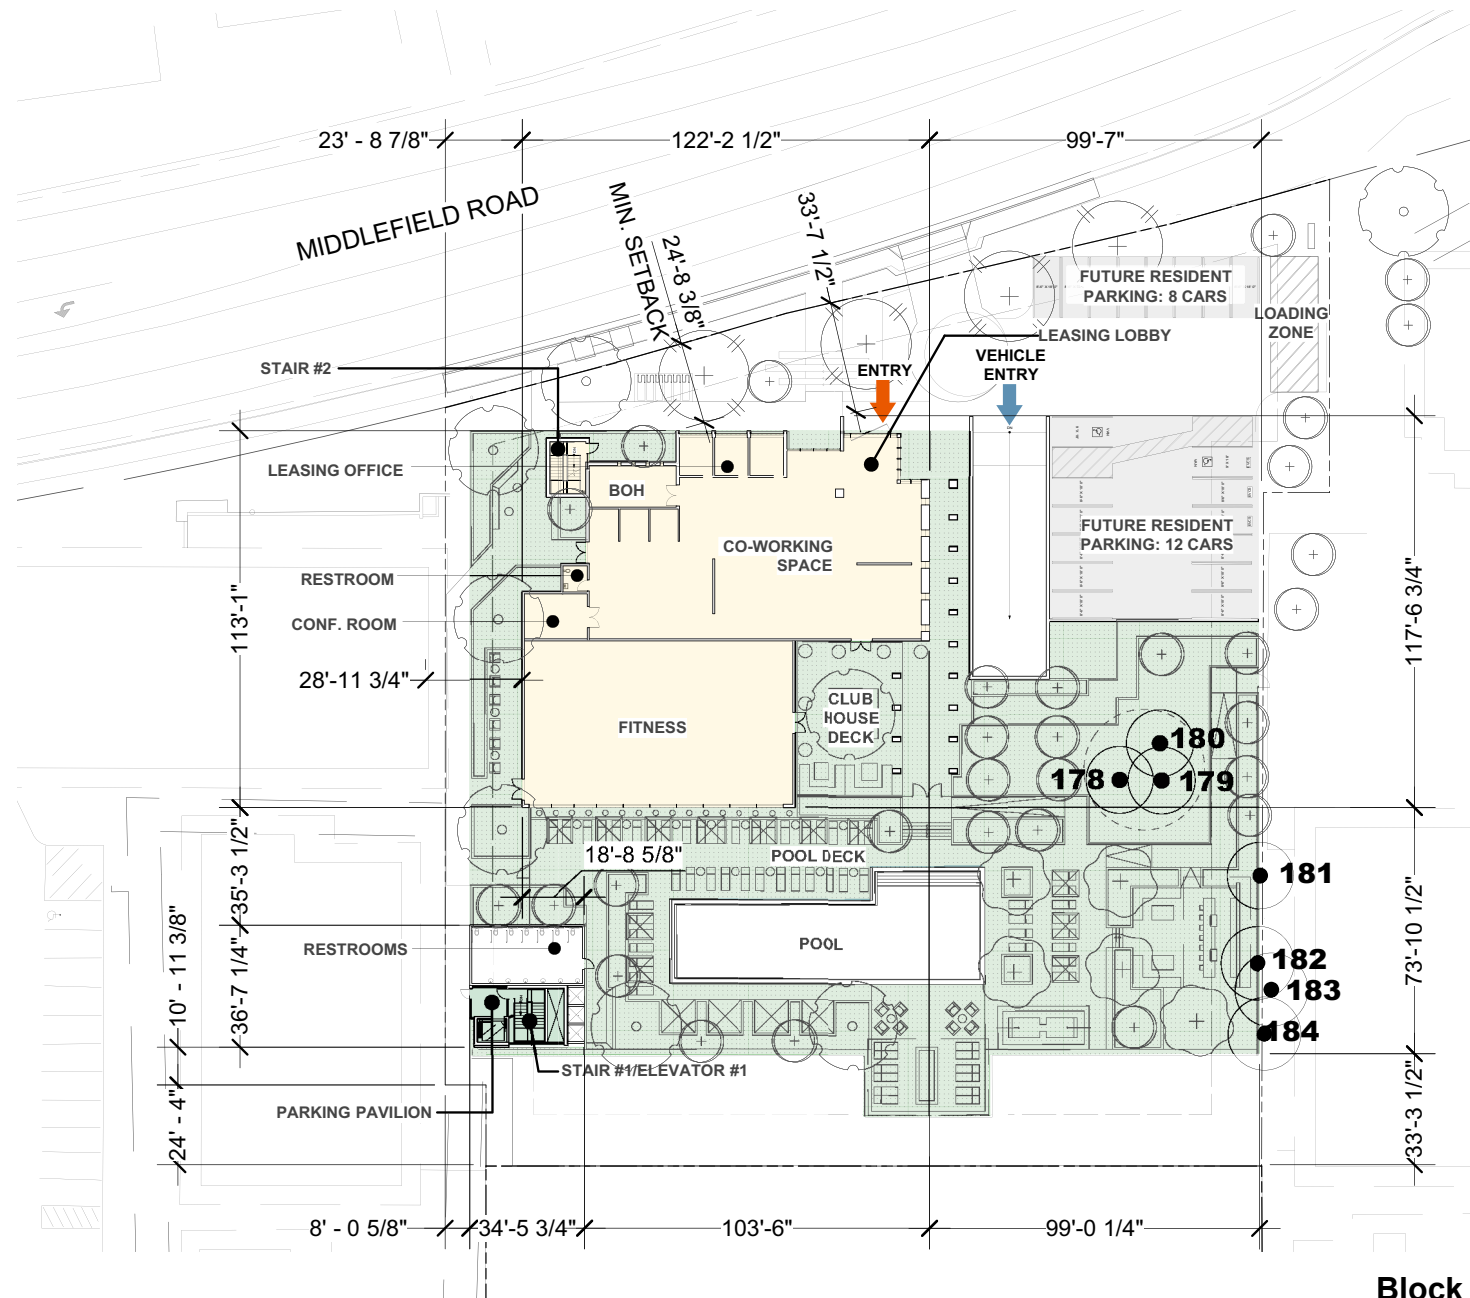 23' - 8 7/8"
122'-2 1/2"
99'-7"
MIDDLEFIELD ROAD
MIN. SETBACK
24'-8 3/8"
33'-7 1/2"
FUTURE RESIDENT
PARKING: 8 CARS
LOADING
ZONE
LEASING LOBBY
VEHICLE
ENTRY
ENTRY
STAIR #2
LEASING OFFICE
BOH
CO-WORKING
SPACE
FUTURE RESIDENT
PARKING: 12 CARS
RESTROOM
CONF. ROOM
113'-1"
117'-6 3/4"
28'-11 3/4"
FITNESS
CLUB
HOUSE
DECK
180
178
179
35'-3 1/2"
18'-8 5/8"
POOL DECK
181
10' - 11 3/8"
36'-7 1/4"
RESTROOMS
POOL
182
183
184
73'-10 1/2"
STAIR #1/ELEVATOR #1
PARKING PAVILION
24' - 4"
33'-3 1/2"
8' - 0 5/8"
34'-5 3/4"
103'-6"
99'-0 1/4"
Block